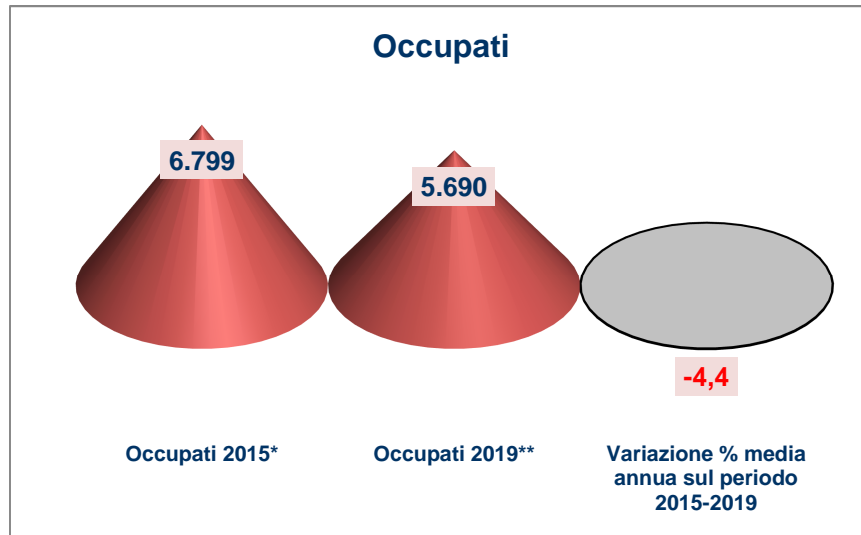 Occupati
6.799
5.690
-4,4
Occupati 2015*
Occupati 2019**
Variazione % media
annua sul periodo
2015-2019